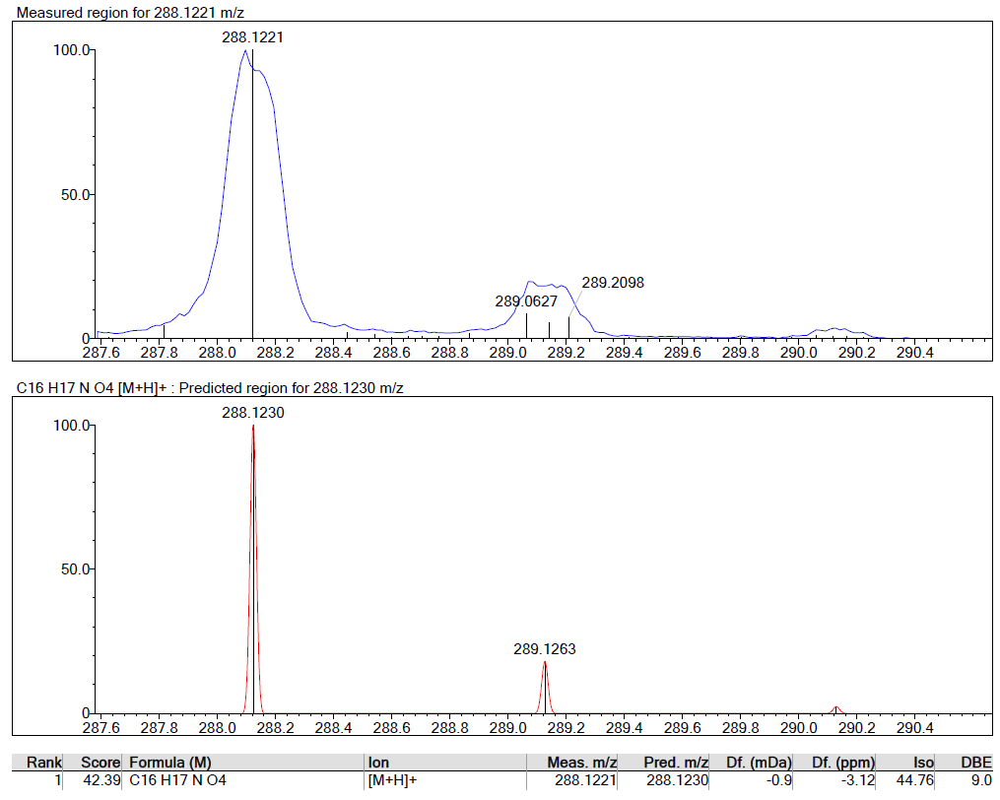 Measured region for 288.1221 m/z
288.1221
100.0
50.0
289.0627
289.2098
0
287.6 287.8 288.0 288.2 288.4 288.6 288.8 289.0 289.2 289.4 289.6 289.8 290.0 290.2 290.4
C16 H17 N O4 [M+H]+ : Predicted region for 288.1230 m/z
288.1230
100.0
50.0
289.1263
0
287.6 287.8 288.0 288.2 288.4 288.6 288.8 289.0 289.2 289.4 289.6 289.8 290.0 290.2 290.4
Rank Score Formula (M) Ion Meas. m/z Pred. m/z Df. (mDa) Df. (ppm) Iso DBE
1 42.39 C16 H17 N O4 [M+H]+ 288.1221 288.1230 -0.9 -3.12 44.76 9.0